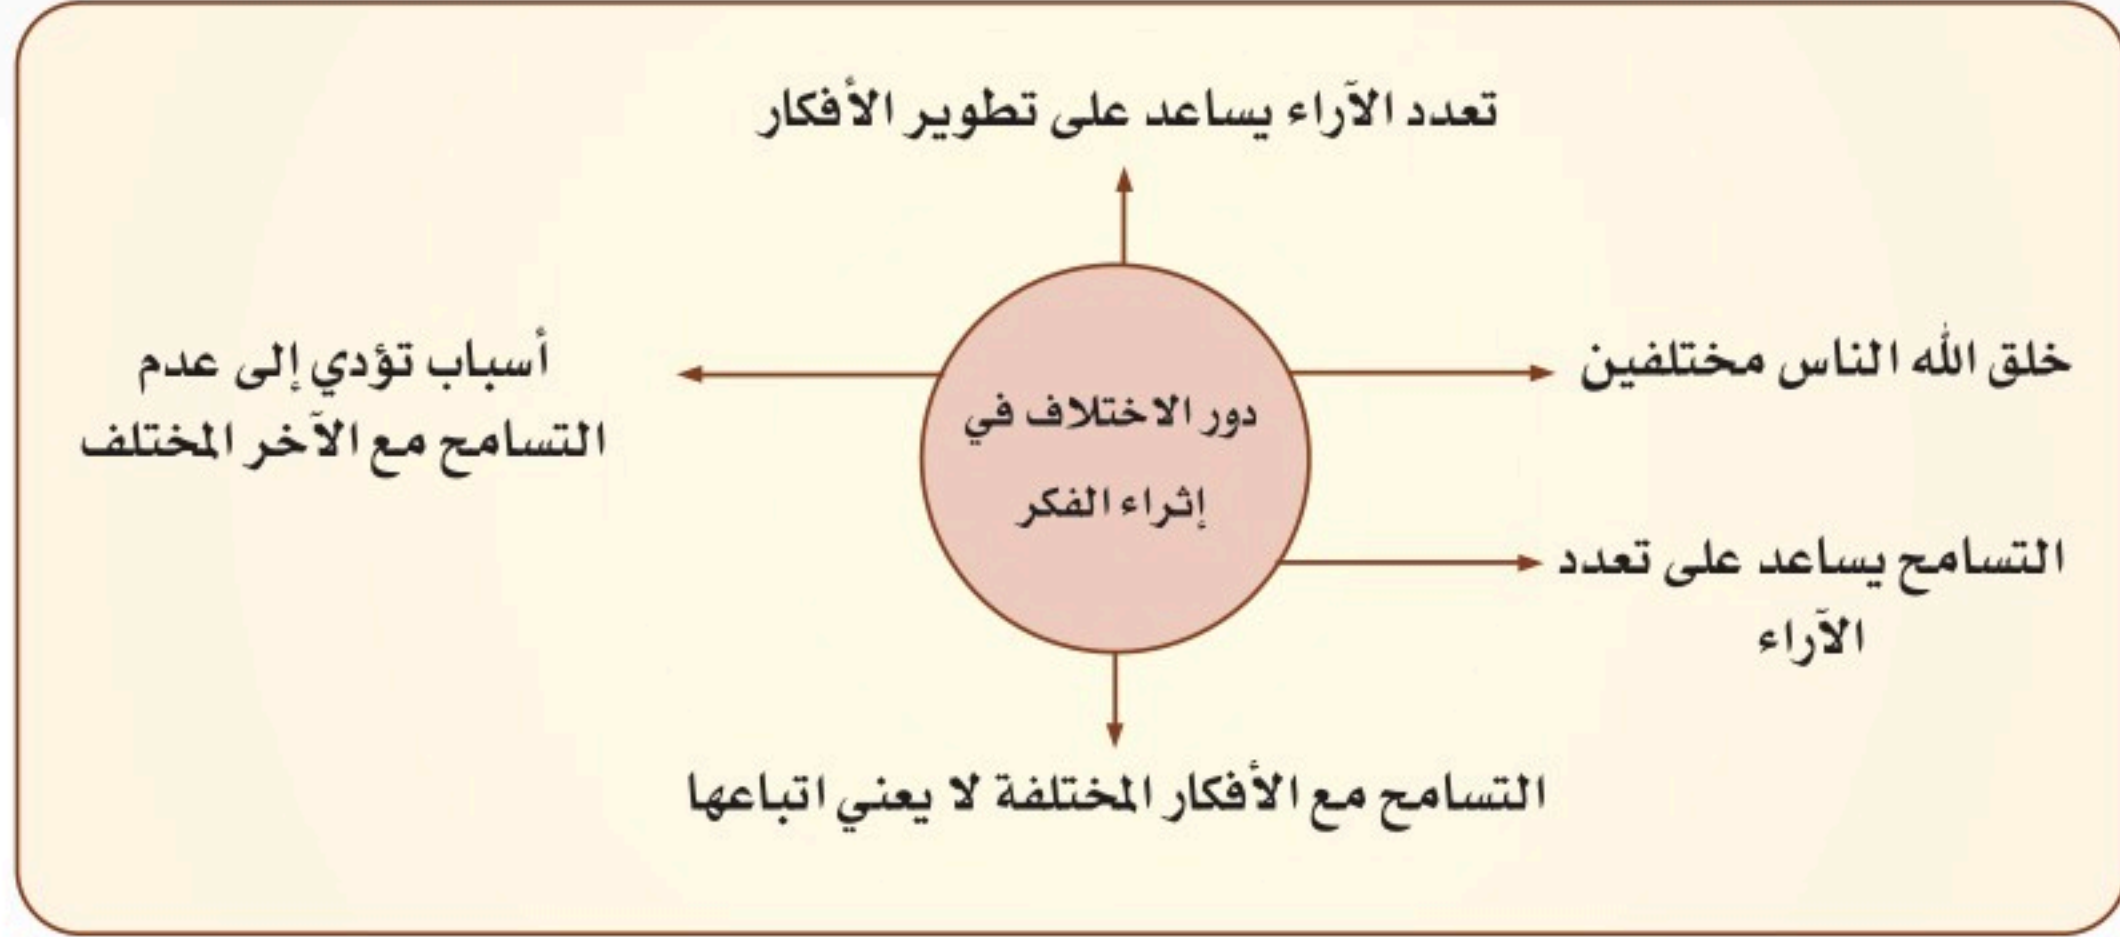 تعدد الآراء يساعد على تطوير الأفكار
خلق الله الناس مختلفين
التسامح يساعد على تعدد
الآراء
دور الاختلاف في
إثراء الفكر
أسباب تؤدي إلى عدم
التسامح مع الآخر المختلف
التسامح مع الأفكار المختلفة لا يعني اتباعها